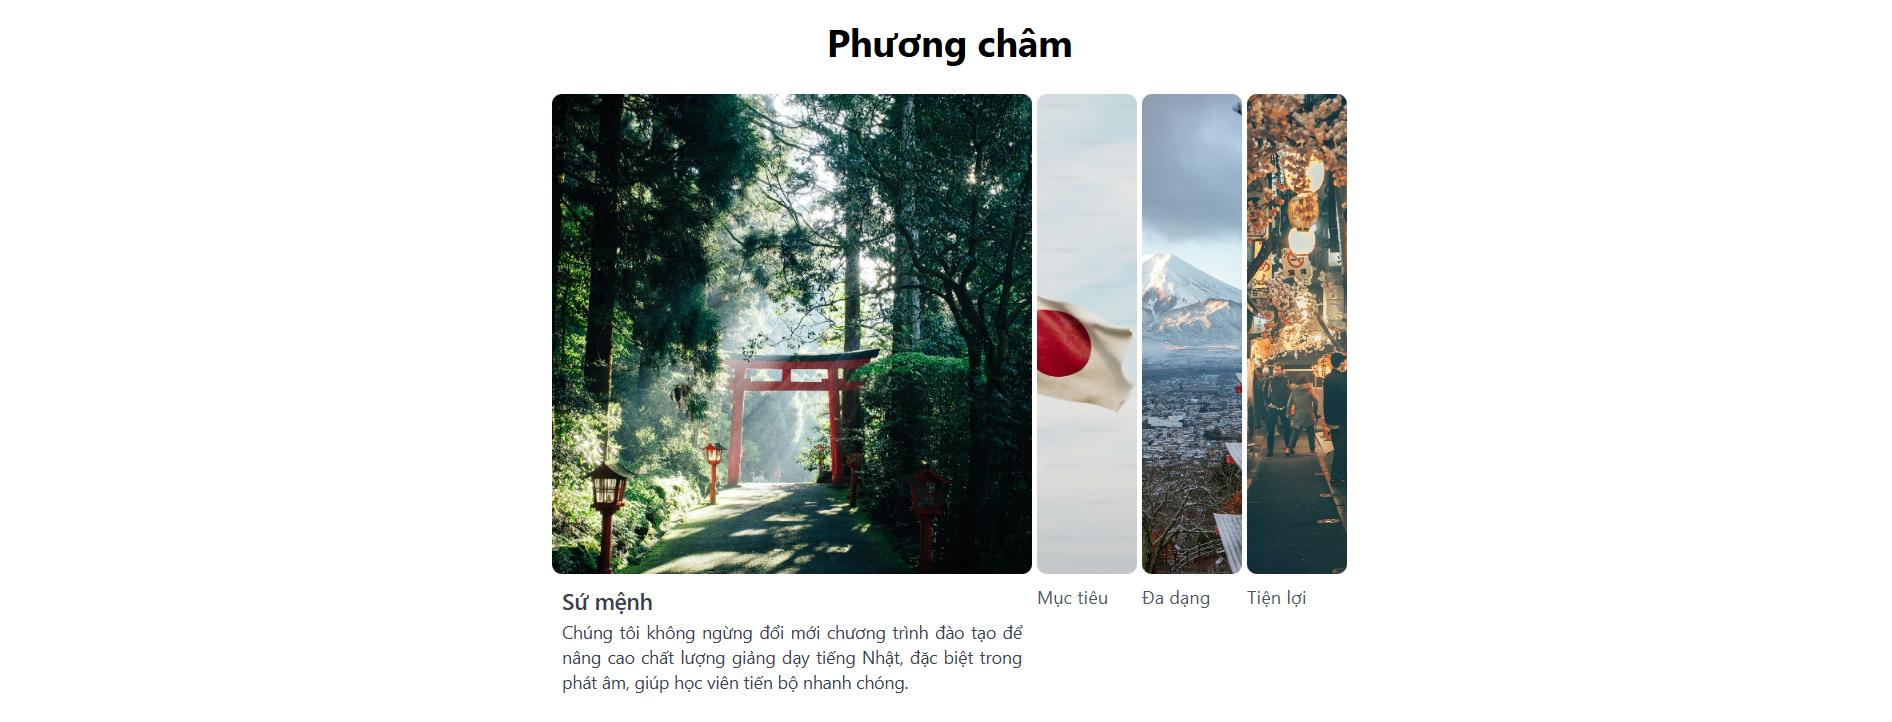 Phương châm
Sứ mệnh
Chúng tôi không ngừng đổi mới chương trình đào tạo để
nâng cao chất lượng giảng dạy tiếng Nhật, đặc biệt trong
phát âm, giúp học viên tiến bộ nhanh chóng.
Mục tiêu
Đa dạng
Tiện lợi